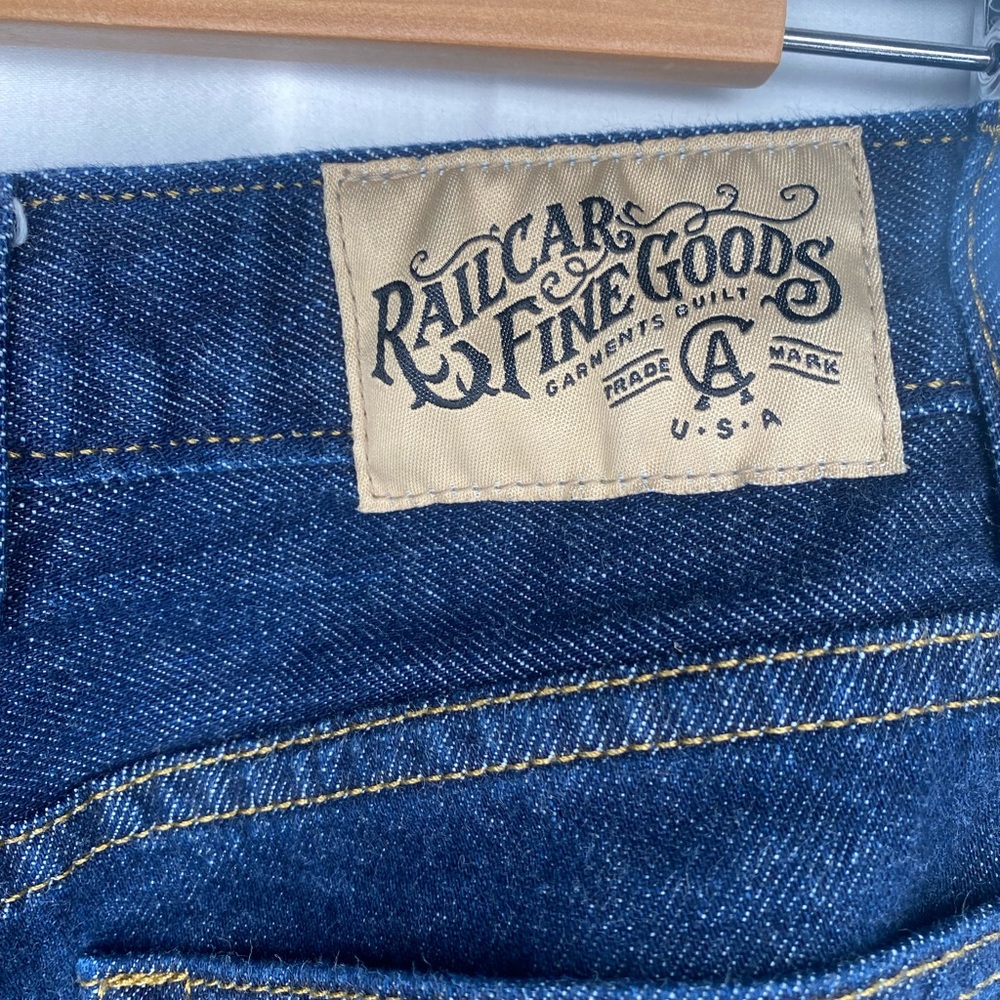 RAILCAR
FINE GOODS
GARMENTS BUILT
TRADE CA MARK
U·S·A